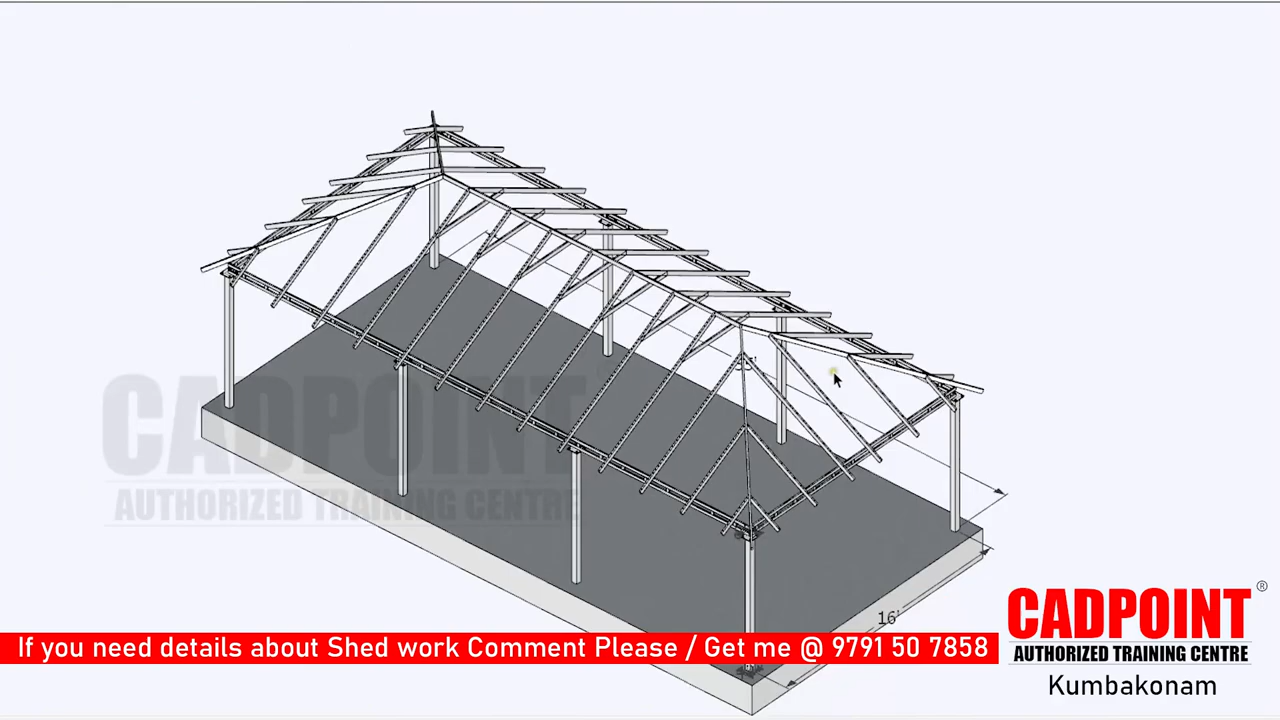 CADPOINT
AUTHORIZED TRAINING CENTRE
16'
If you need details about Shed work Comment Please / Get me @ 9791 50 7858
CADPOINT®
AUTHORIZED TRAINING CENTRE
Kumbakonam